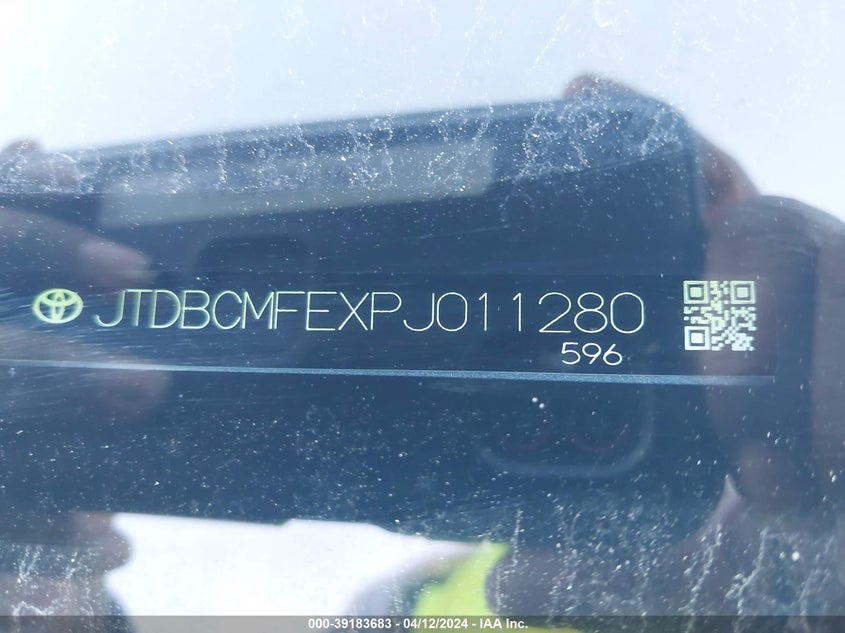 JTDBCMFEXPJ011280
596
000-39183683 - 04/12/2024 - IAA Inc.